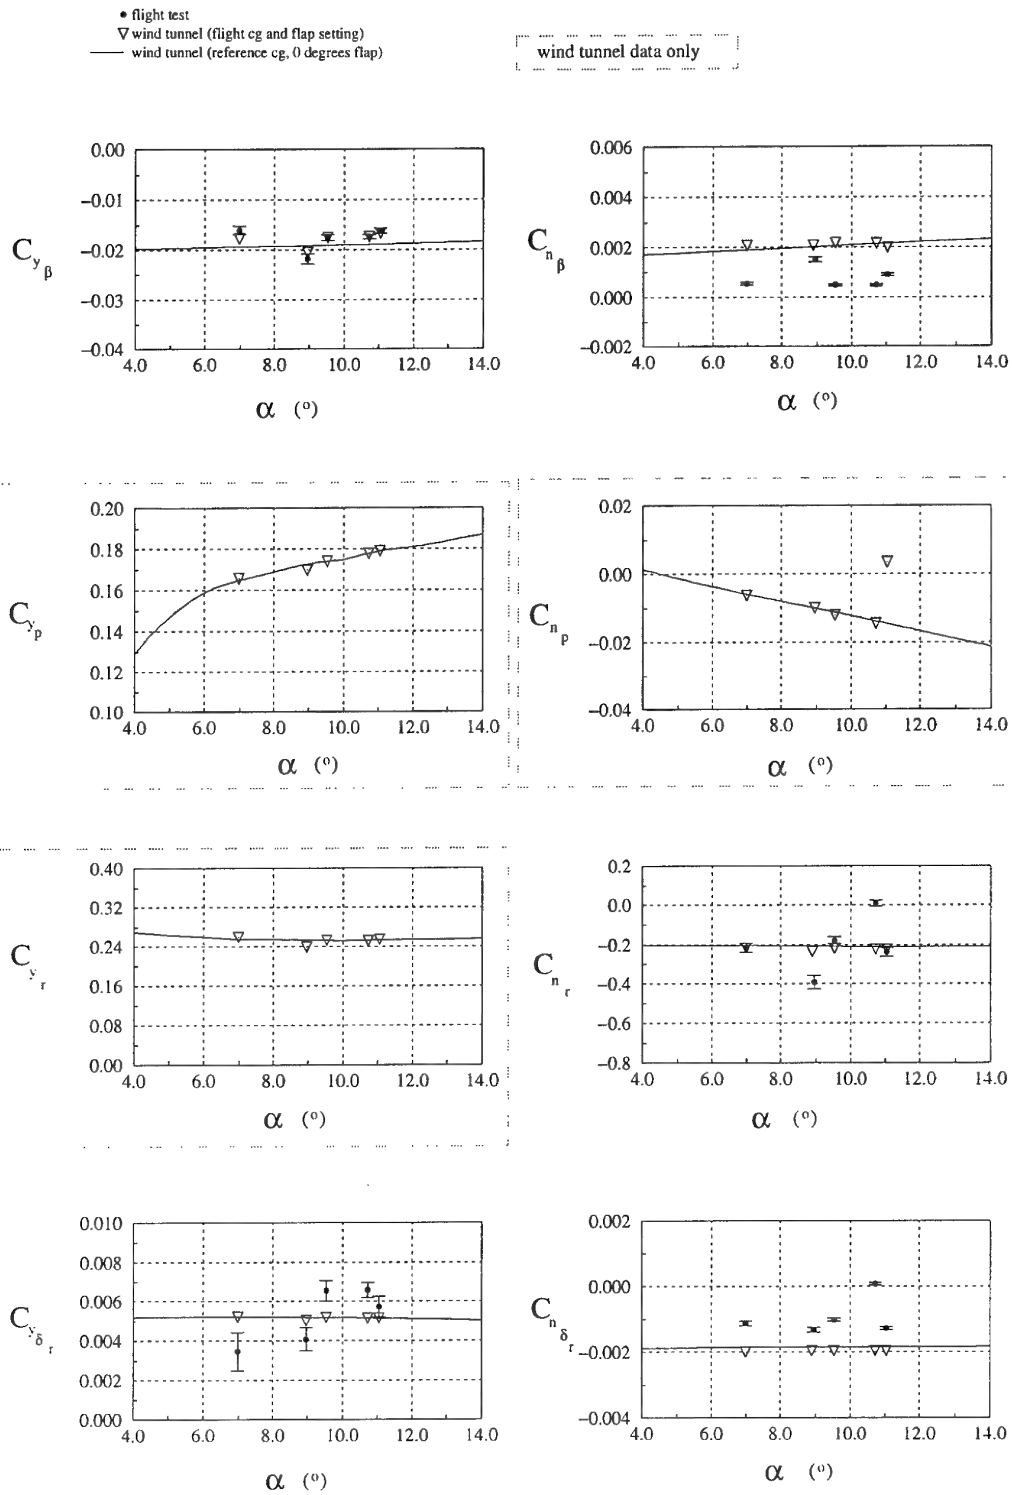 • flight test
▽ wind tunnel (flight cg and flap setting)
— wind tunnel (reference cg, 0 degrees flap)
wind tunnel data only
0.00
−0.01
−0.02
−0.03
−0.04
C y β
4.0 6.0 8.0 10.0 12.0 14.0
α (°)
0.006
0.004
0.002
0.000
−0.002
C n β
4.0 6.0 8.0 10.0 12.0 14.0
α (°)
0.20
0.18
0.16
0.14
0.12
0.10
C y p
4.0 6.0 8.0 10.0 12.0 14.0
α (°)
0.02
0.00
−0.02
−0.04
C n p
4.0 6.0 8.0 10.0 12.0 14.0
α (°)
0.40
0.32
0.24
0.16
0.08
0.00
C y r
4.0 6.0 8.0 10.0 12.0 14.0
α (°)
0.2
0.0
−0.2
−0.4
−0.6
−0.8
C n r
4.0 6.0 8.0 10.0 12.0 14.0
α (°)
0.010
0.008
0.006
0.004
0.002
0.000
C y δ r
4.0 6.0 8.0 10.0 12.0 14.0
α (°)
0.002
0.000
−0.002
−0.004
C n δ r
4.0 6.0 8.0 10.0 12.0 14.0
α (°)